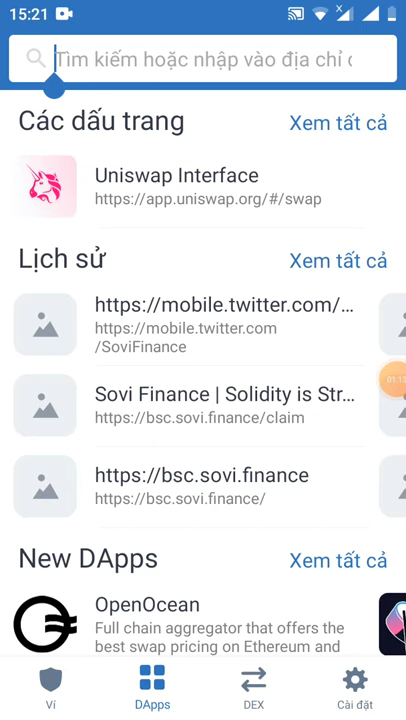 15:21
Tìm kiếm hoặc nhập vào địa chỉ c
Các dấu trang
Xem tất cả
Uniswap Interface
https://app.uniswap.org/#/swap
Lịch sử
Xem tất cả
https://mobile.twitter.com/...
https://mobile.twitter.com
/SoviFinance
01:13
Sovi Finance | Solidity is Str...
https://bsc.sovi.finance/claim
https://bsc.sovi.finance
https://bsc.sovi.finance/
New DApps
Xem tất cả
OpenOcean
Full chain aggregator that offers the
best swap pricing on Ethereum and
Ví
DApps
DEX
Cài đặt